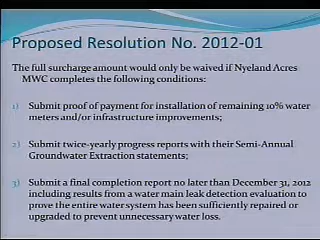 Proposed Resolution No. 2012-01
The full surcharge amount would only be waived if Nyeland Acres
MWC completes the following conditions:
1) Submit proof of payment for installation of remaining 10% water
meters and/or infrastructure improvements;
2) Submit twice-yearly progress reports with their Semi-Annual
Groundwater Extraction statements;
3) Submit a final completion report no later than December 31, 2012
including results from a water main leak detection evaluation to
prove the entire water system has been sufficiently repaired or
upgraded to prevent unnecessary water loss.